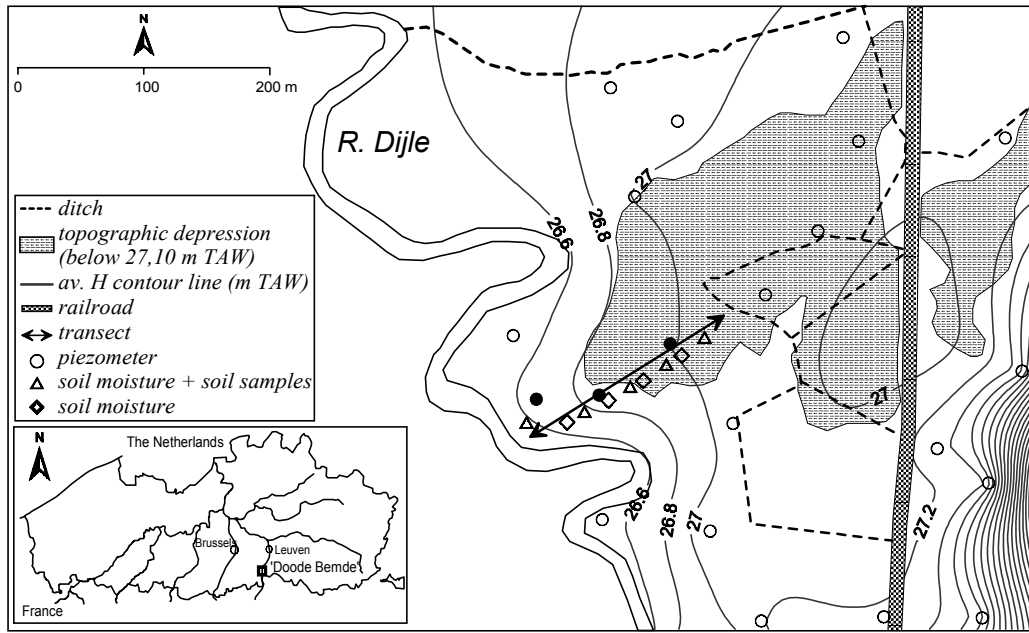 N
0
100
200 m
R. Dijle
27
26.6
26.8
ditch
topographic depression
(below 27,10 m TAW)
av. H contour line (m TAW)
railroad
transect
piezometer
soil moisture + soil samples
soil moisture
27
26.6
26.8
27
27.2
N
The Netherlands
Brussels
Leuven
'Doode Bemde'
France